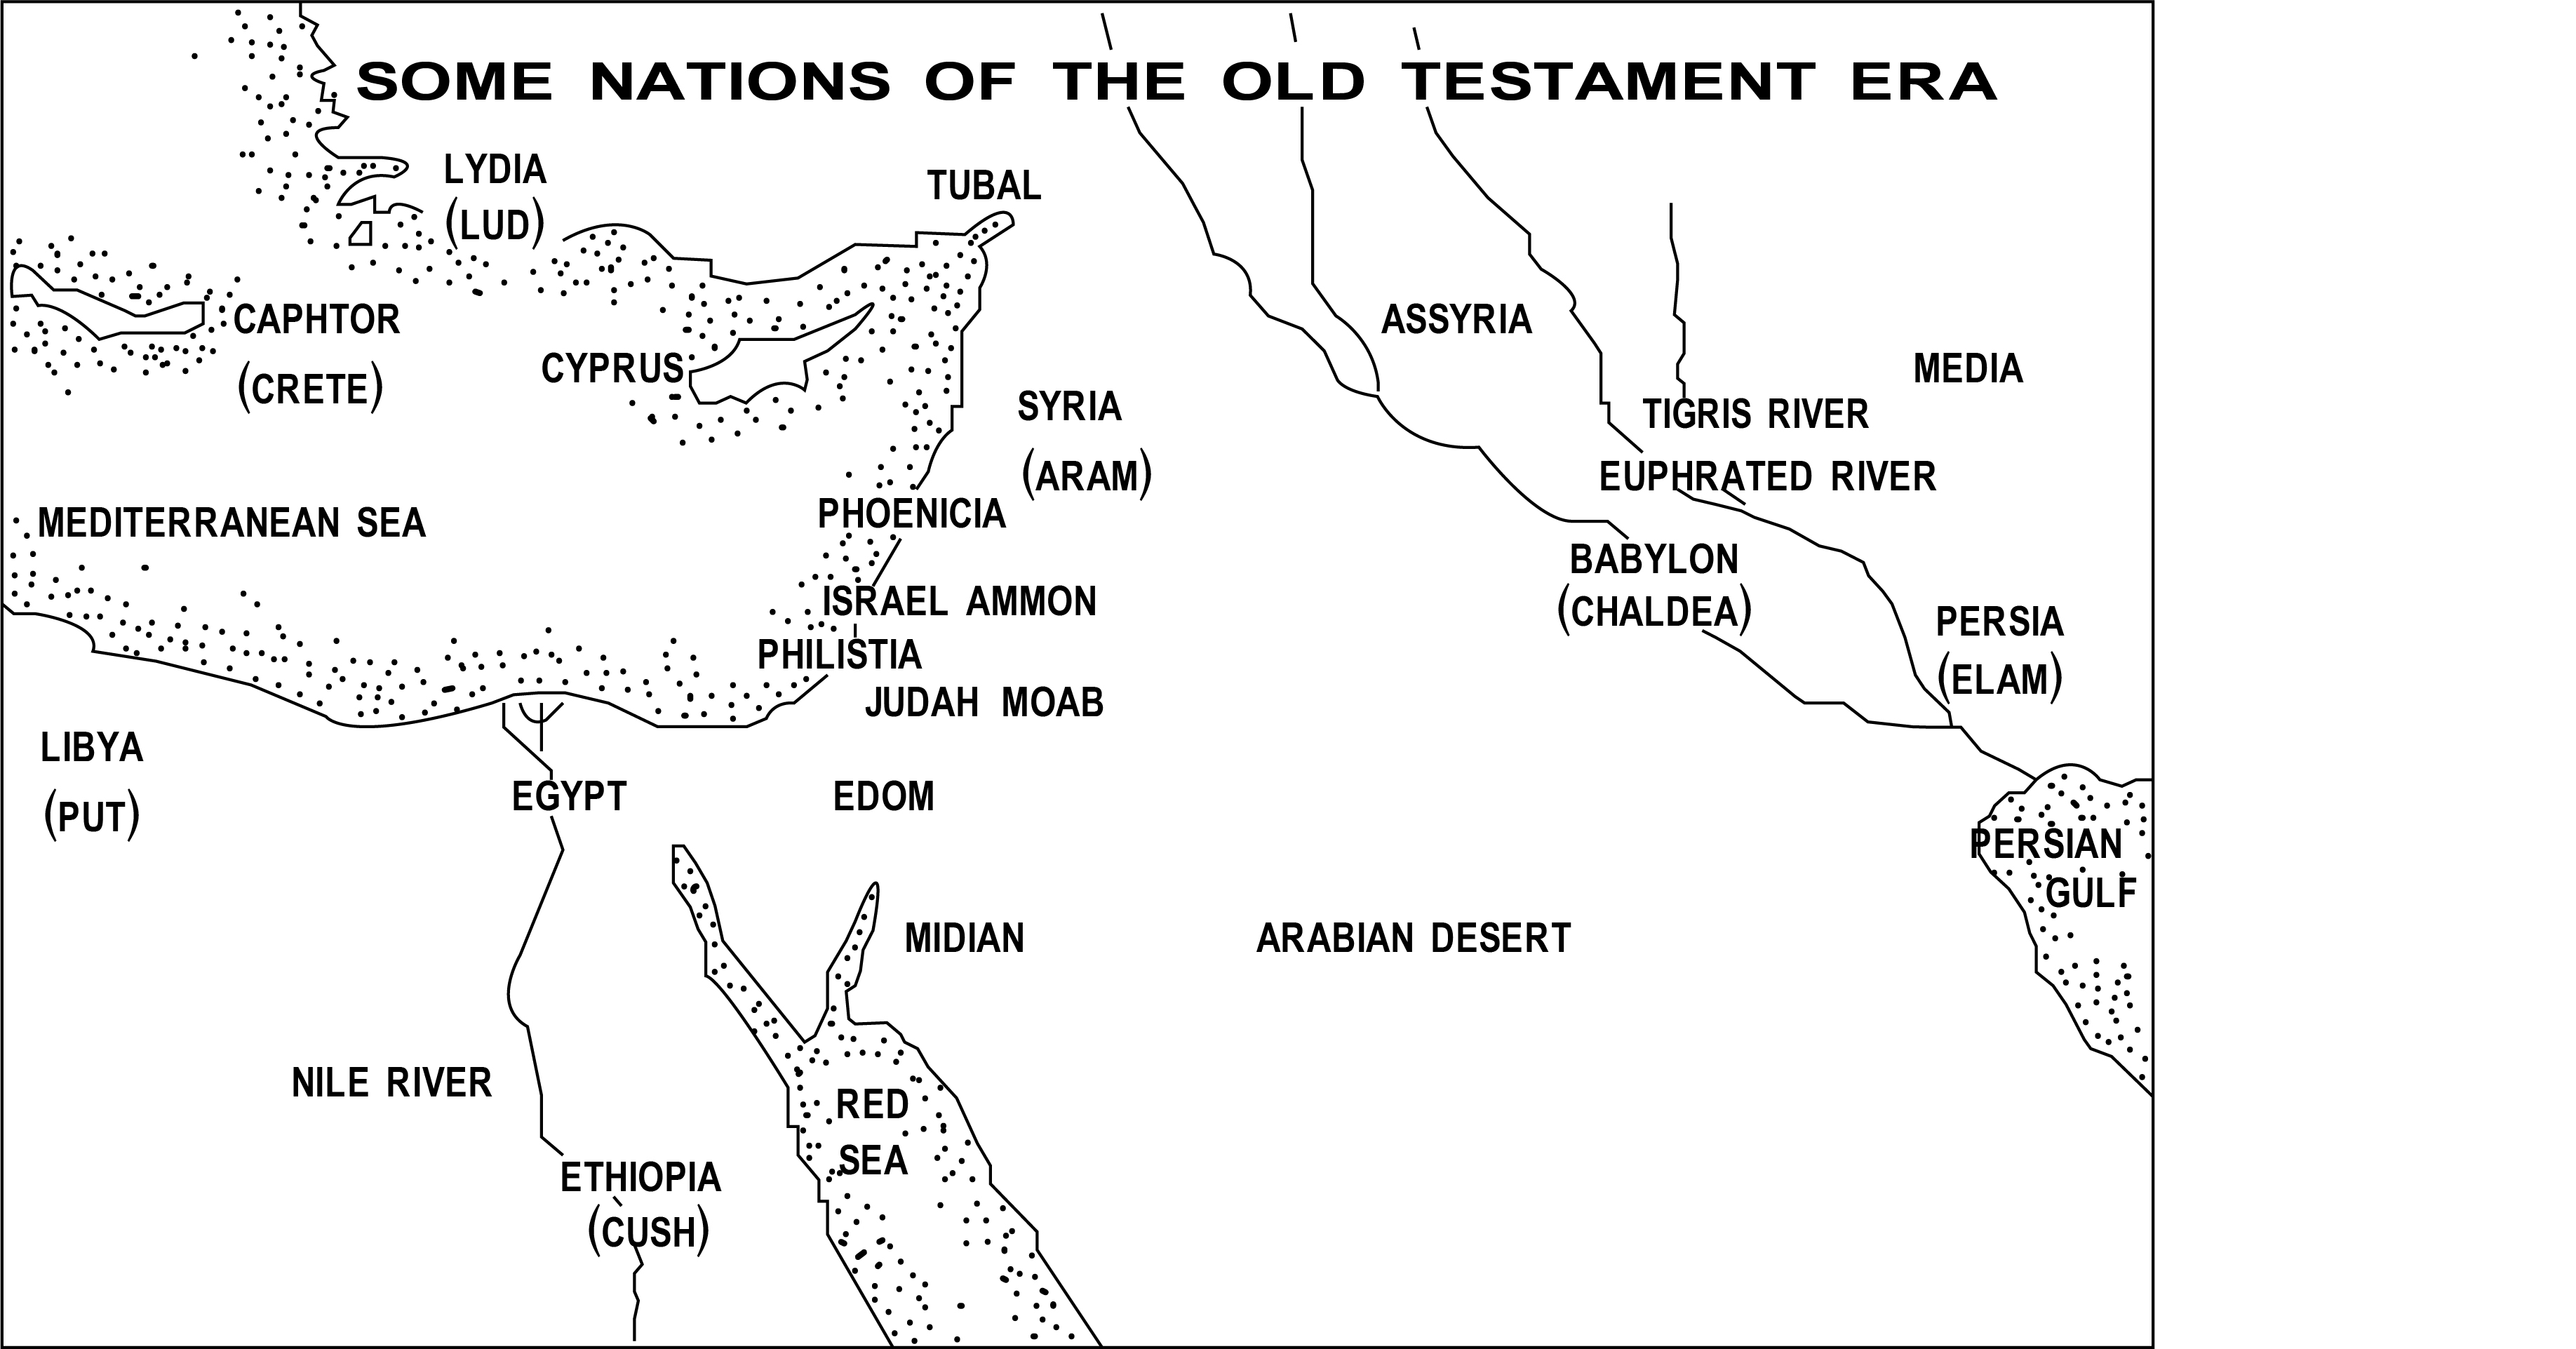 SOME NATIONS OF THE OLD TESTAMENT ERA
LYDIA
(LUD)
TUBAL
CAPHTOR
(CRETE)
CYPRUS
ASSYRIA
MEDIA
SYRIA
(ARAM)
TIGRIS RIVER
EUPHRATED RIVER
MEDITERRANEAN SEA
PHOENICIA
BABYLON
(CHALDEA)
ISRAEL AMMON
PHILISTIA
JUDAH MOAB
PERSIA
(ELAM)
LIBYA
(PUT)
EGYPT
EDOM
PERSIAN
GULF
MIDIAN
ARABIAN DESERT
NILE RIVER
RED
SEA
ETHIOPIA
(CUSH)